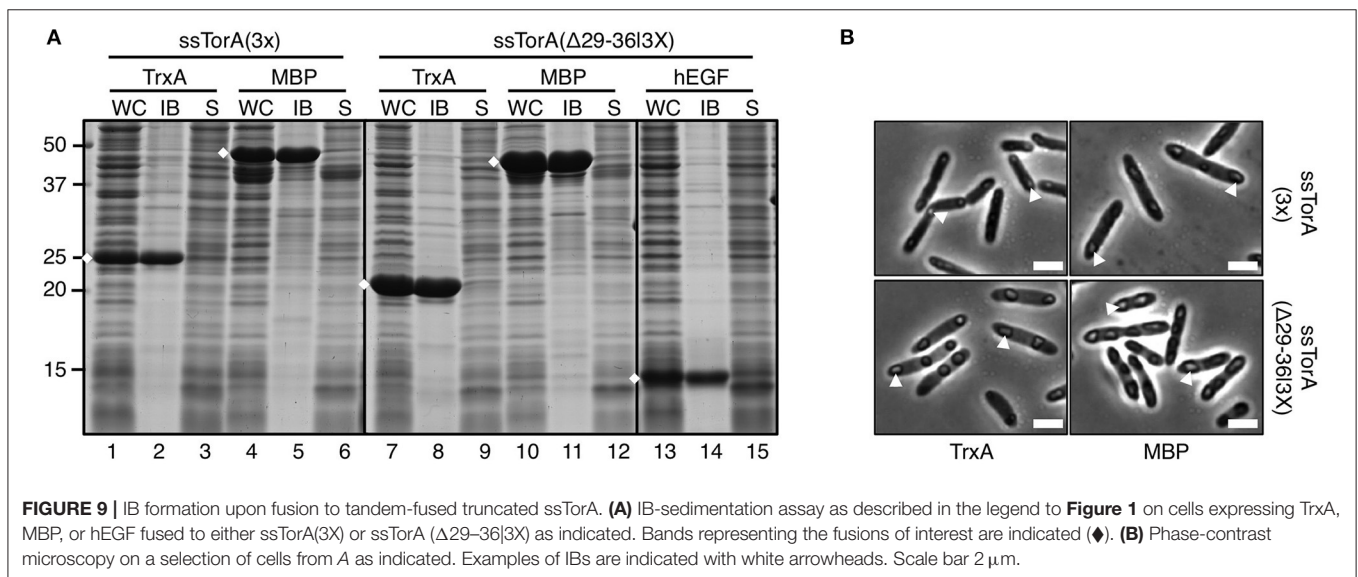 A
ssTorA(3x) ssTorA(Δ29-36|3X)
TrxA MBP TrxA MBP hEGF
WC IB S WC IB S WC IB S WC IB S WC IB S
50
37
25
20
15
1 2 3 4 5 6 7 8 9 10 11 12 13 14 15
B
ssTorA
(3x)
ssTorA
(Δ29-36|3X)
TrxA MBP
FIGURE 9 | IB formation upon fusion to tandem-fused truncated ssTorA. (A) IB-sedimentation assay as described in the legend to Figure 1 on cells expressing TrxA,
MBP, or hEGF fused to either ssTorA(3X) or ssTorA (Δ29–36|3X) as indicated. Bands representing the fusions of interest are indicated (♦). (B) Phase-contrast
microscopy on a selection of cells from A as indicated. Examples of IBs are indicated with white arrowheads. Scale bar 2 μm.